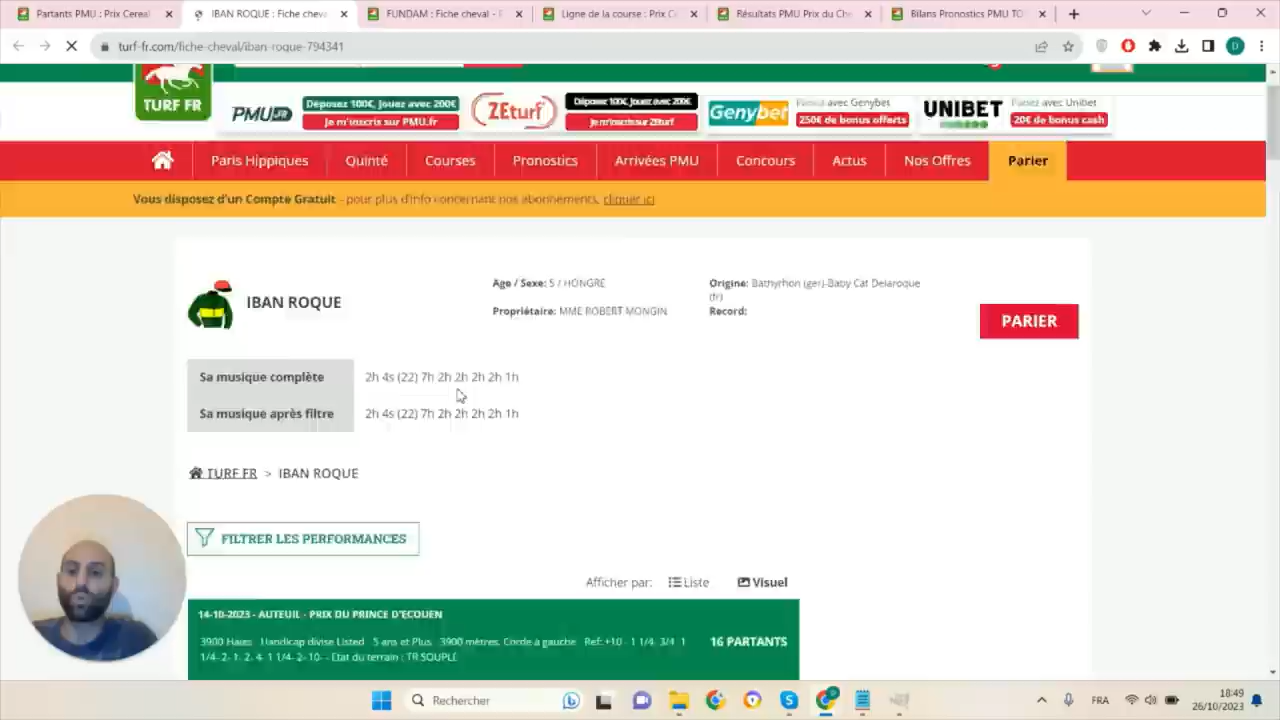 Partants PMU : Prix Cereal
IBAN ROQUE : Fiche chev
FUNDAM : Fiche cheval - F
Ligne de la course : Prix C
Résultats PMU Prix du Ch
Bilans Pronostics PMU TO
turf-fr.com/fiche-cheval/iban-roque-794341
D
TURF FR
PMU
Déposez 100€, Jouez avec 200€
Je m'inscris sur PMU.fr
ZEturf
Déposez 100€, Jouez avec 200€
Je m'inscris sur ZEturf
Genybet
avec Genybet
250€ de bonus offerts
UNIBET
Pariez avec Unibet
20€ de bonus cash
Paris Hippiques
Quinté
Courses
Pronostics
Arrivées PMU
Concours
Actus
Nos Offres
Parier
Vous disposez d'un Compte Gratuit - pour plus d'info concernant nos abonnements, cliquer ici
IBAN ROQUE
Age / Sexe: 5 / HONGRE
Propriétaire: MME ROBERT MONGIN
Origine: Bathyrhon (ger)-Baby Cat Delaroque
(fr)
Record:
PARIER
Sa musique complète 2h 4s (22) 7h 2h 2h 2h 2h 1h
Sa musique après filtre 2h 4s (22) 7h 2h 2h 2h 2h 1h
TURF FR > IBAN ROQUE
FILTRER LES PERFORMANCES
Afficher par: Liste Visuel
14-10-2023 - AUTEUIL - PRIX DU PRINCE D'ECOUEN
3900 Haies Handicap divise Listed 5 ans et Plus 3900 mètres. Corde à gauche Ref: +10 - 1 1/4. 3/4 1
1/4- 2- 1. 2. 4- 1 1/4- 2- 10- - Etat du terrain : TR SOUPLE
16 PARTANTS
Rechercher
FRA
18:49
26/10/2023